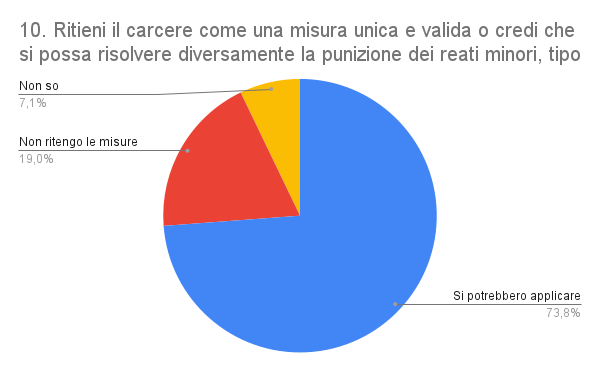 10. Ritieni il carcere come una misura unica e valida o credi che
si possa risolvere diversamente la punizione dei reati minori, tipo
Non so
7,1%
Non ritengo le misure
19,0%
Si potrebbero applicare
73,8%